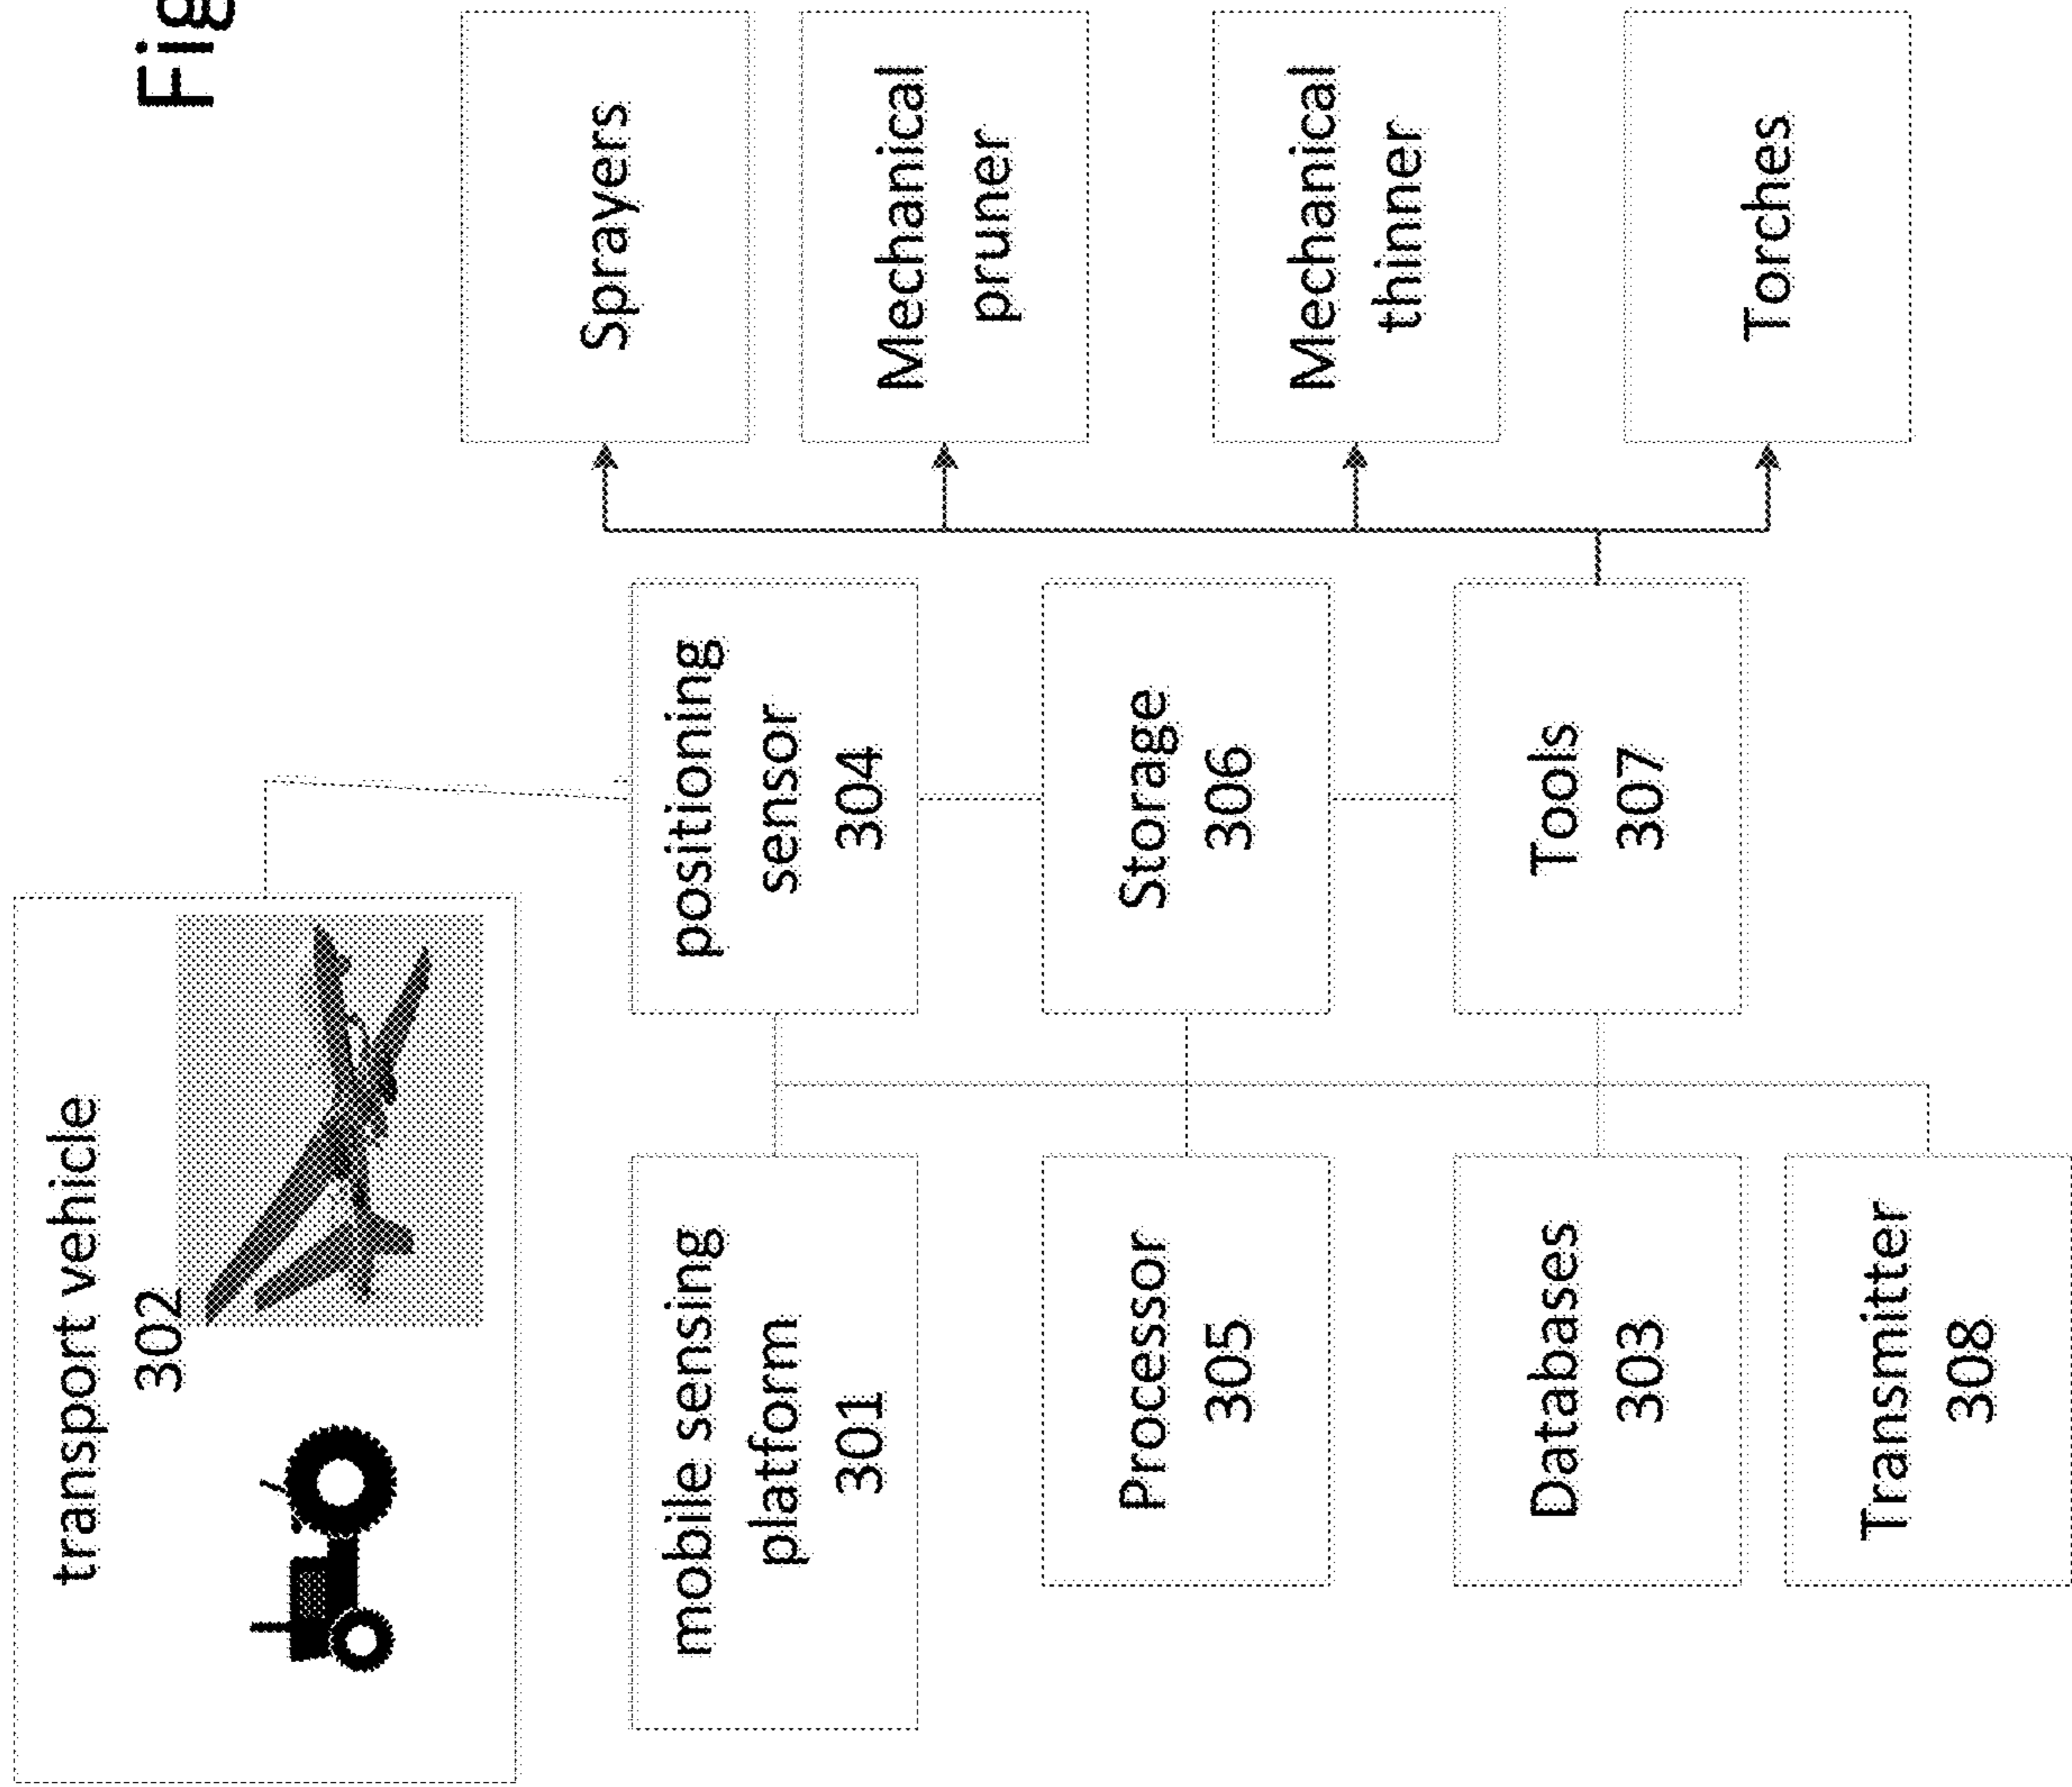 Fig
transport vehicle
302
mobile sensing
platform
301
positioning
sensor
304
Sprayers
Mechanical
pruner
Processor
305
Storage
306
Mechanical
thinner
Databases
303
Tools
307
Torches
Transmitter
308